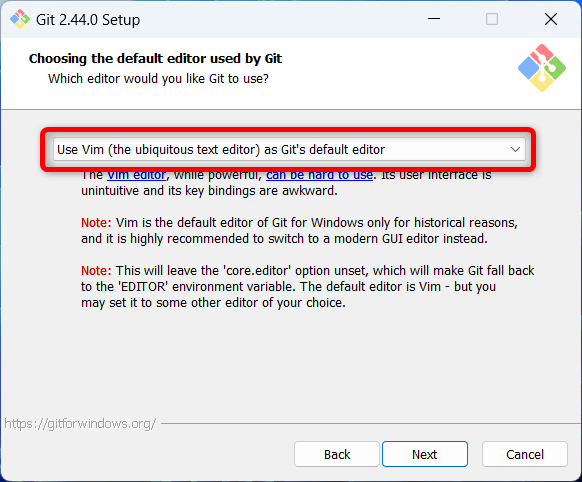 Git 2.44.0 Setup
Choosing the default editor used by Git
Which editor would you like Git to use?
Use Vim (the ubiquitous text editor) as Git's default editor
The Vim editor, while powerful, can be hard to use. Its user interface is
unintuitive and its key bindings are awkward.
Note: Vim is the default editor of Git for Windows only for historical reasons,
and it is highly recommended to switch to a modern GUI editor instead.
Note: This will leave the 'core.editor' option unset, which will make Git fall back
to the 'EDITOR' environment variable. The default editor is Vim - but you
may set it to some other editor of your choice.
https://gitforwindows.org/
Back Next Cancel